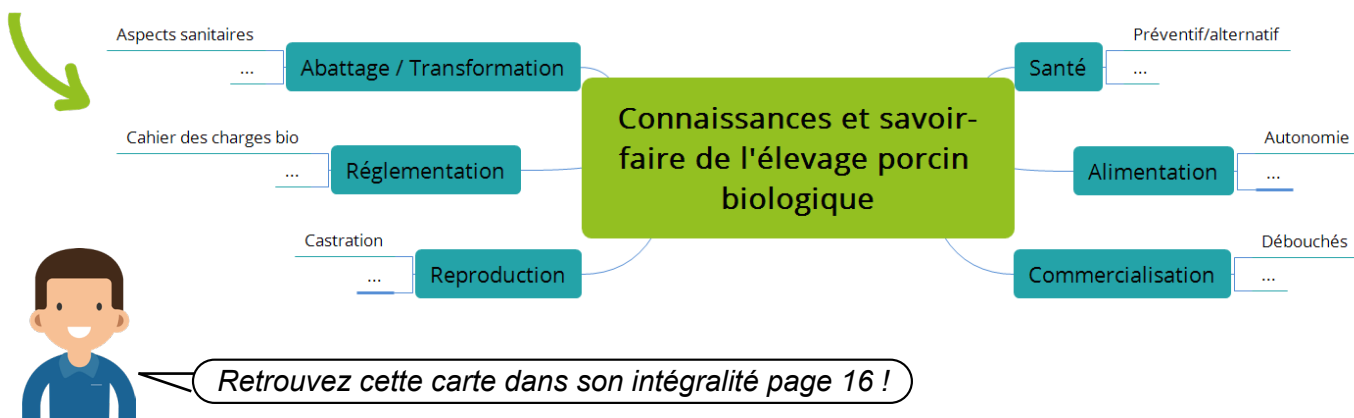 Aspects sanitaires
...
Abattage / Transformation
Cahier des charges bio
...
Réglementation
Castration
...
Reproduction
Connaissances et savoir-
faire de l'élevage porcin
biologique
Préventif/alternatif
...
Santé
Autonomie
...
Alimentation
Débouchés
...
Commercialisation
Retrouvez cette carte dans son intégralité page 16 !